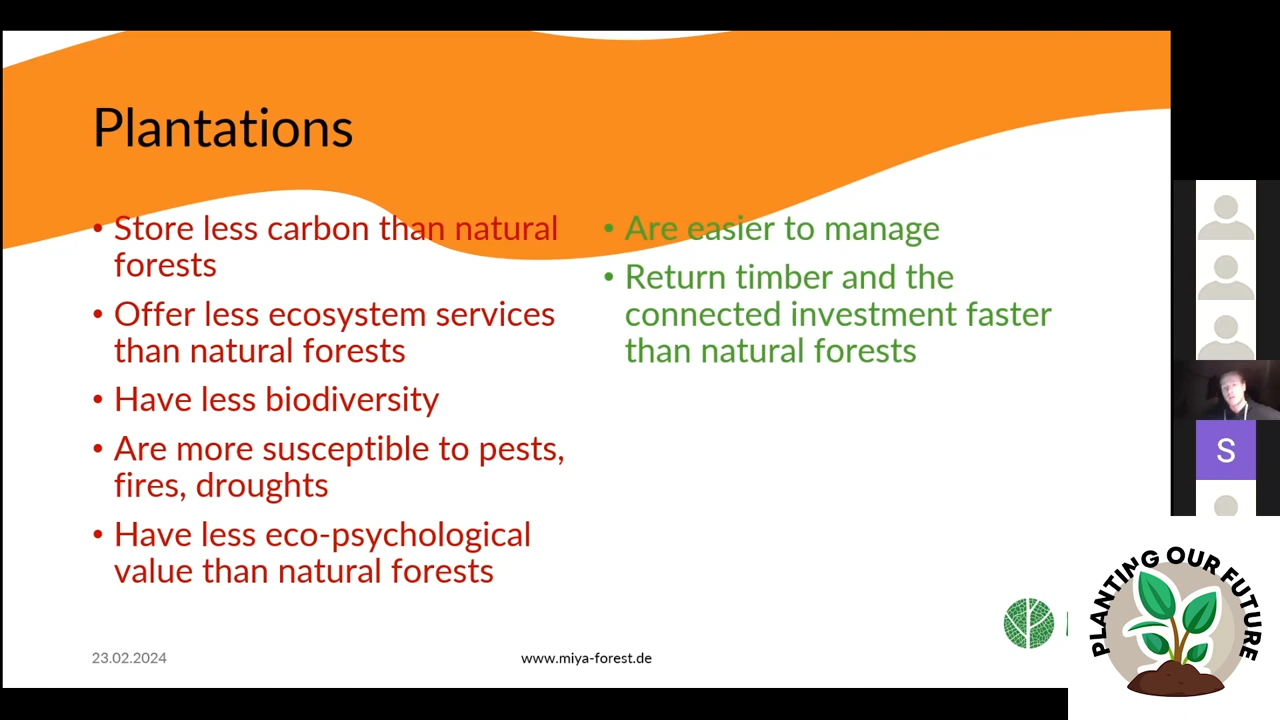 Plantations
• Store less carbon than natural
forests
• Offer less ecosystem services
than natural forests
• Have less biodiversity
• Are more susceptible to pests,
fires, droughts
• Have less eco-psychological
value than natural forests
• Are easier to manage
• Return timber and the
connected investment faster
than natural forests
23.02.2024
www.miya-forest.de
S
PLANTING OUR FUTURE